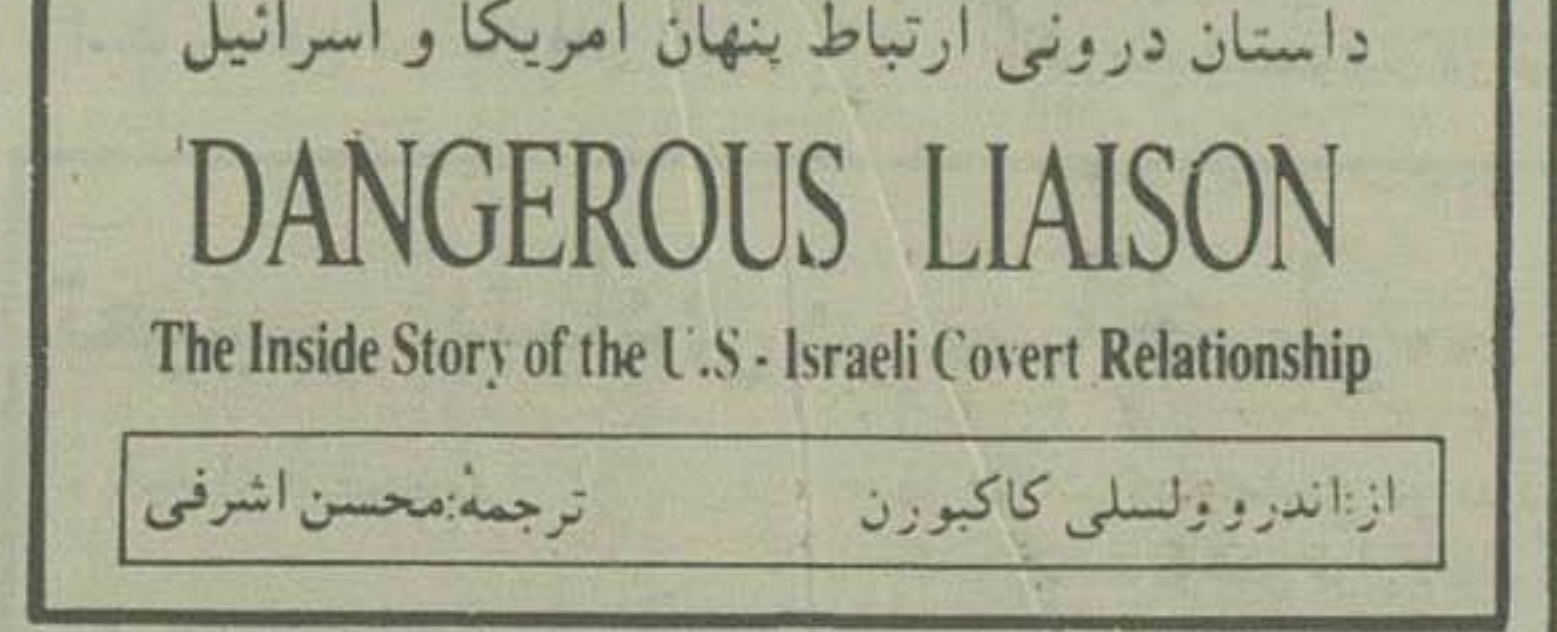 داستان درونی ارتباط پنهان امریکا و اسرائیل
DANGEROUS LIAISON
The Inside Story of the U.S - Israeli Covert Relationship
از:اندرو ولسلی کاکبورن ترجمهٔ:محسن اشرفی